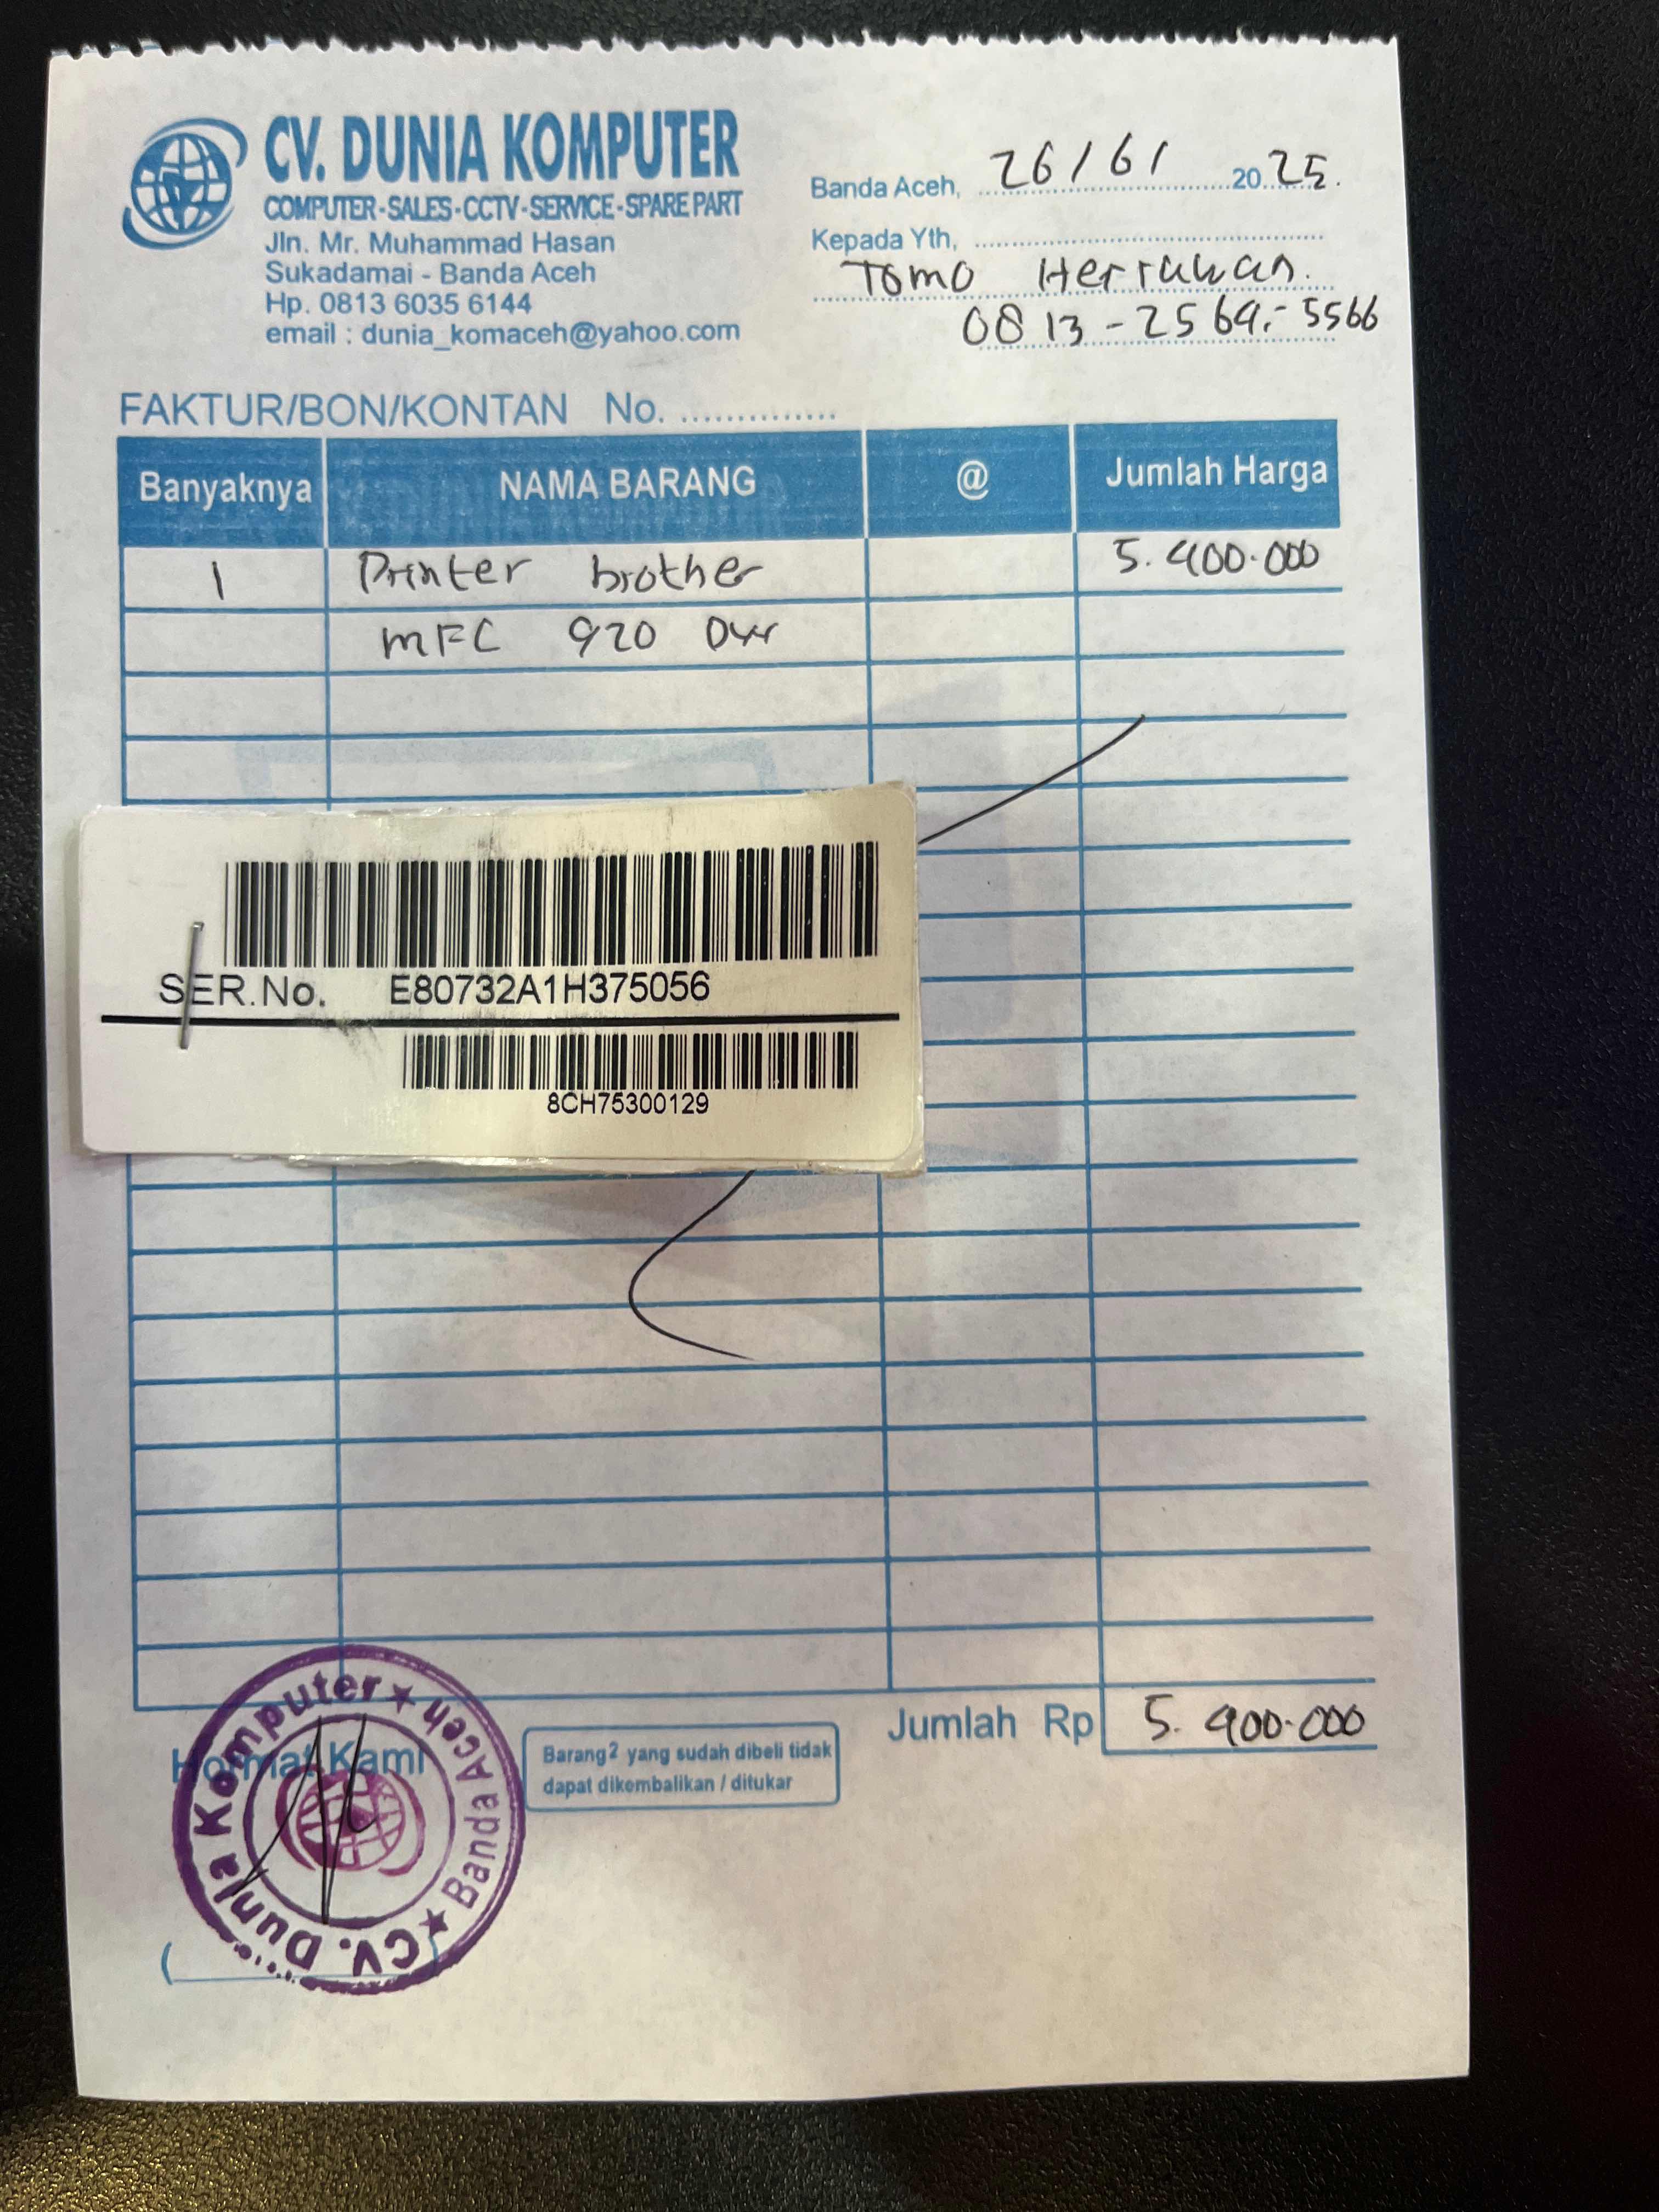 CV. DUNIA KOMPUTER
COMPUTER - SALES - CCTV - SERVICE - SPARE PART
Jln. Mr. Muhammad Hasan
Sukadamai - Banda Aceh
Hp. 0813 6035 6144
email : dunia_komaceh@yahoo.com
Banda Aceh, 26/61 2025.
Kepada Yth,
Tomo Herrawan.
0813-2569.-5566
FAKTUR/BON/KONTAN No.
Banyaknya NAMA BARANG @ Jumlah Harga
1 Printer brother 5.400.000
MFC 920
SER.No. E80732A1H375056
8CH75300129
Jumlah Rp 5.400.000
Hormat Kami
Barang2 yang sudah dibeli tidak
dapat dikembalikan / ditukar
CV. Dunia Komputer ★ Banda Aceh ★